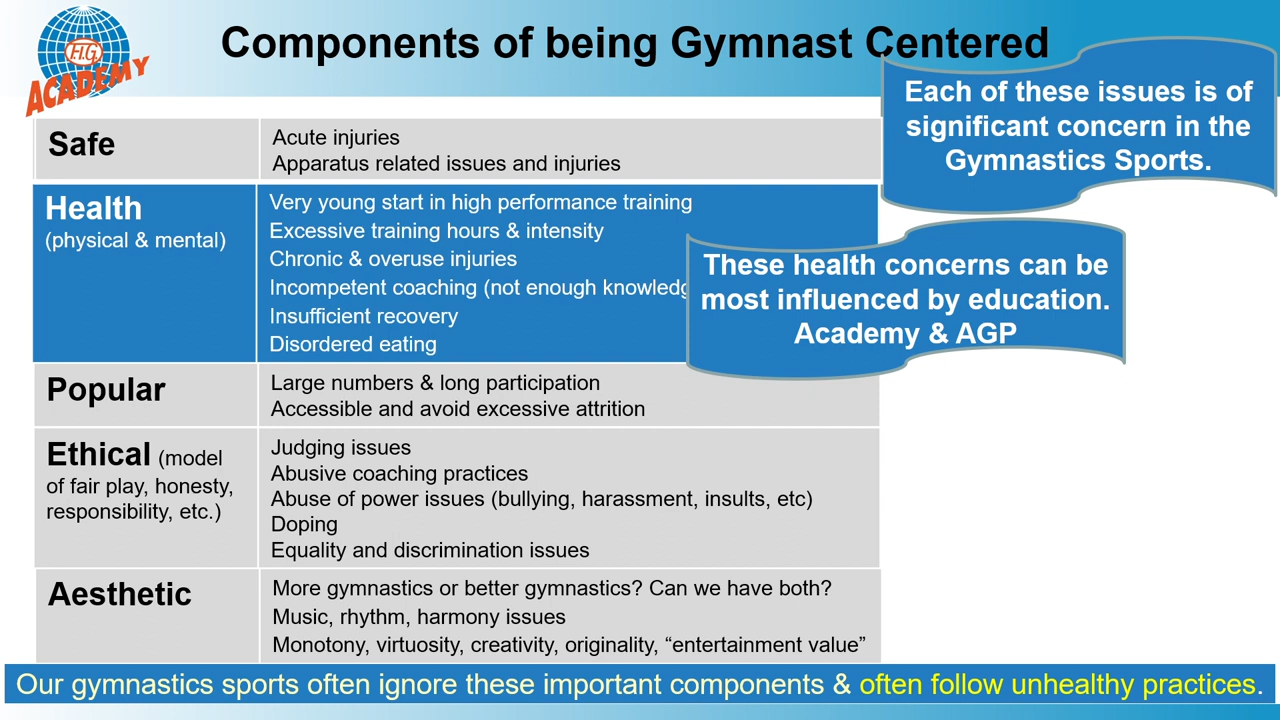 F.I.G.
ACADEMY
Components of being Gymnast Centered
Each of these issues is of
significant concern in the
Gymnastics Sports.
Safe
Acute injuries
Apparatus related issues and injuries
Health
(physical & mental)
Very young start in high performance training
Excessive training hours & intensity
Chronic & overuse injuries
Incompetent coaching (not enough
Insufficient recovery
Disordered eating
These health concerns can be
most influenced by education.
Academy & AGP
Popular
Large numbers & long participation
Accessible and avoid excessive attrition
Ethical (model
of fair play, honesty,
responsibility, etc.)
Judging issues
Abusive coaching practices
Abuse of power issues (bullying, harassment, insults, etc)
Doping
Equality and discrimination issues
Aesthetic
More gymnastics or better gymnastics? Can we have both?
Music, rhythm, harmony issues
Monotony, virtuosity, creativity, originality, “entertainment value”
Our gymnastics sports often ignore these important components & often follow unhealthy practices.